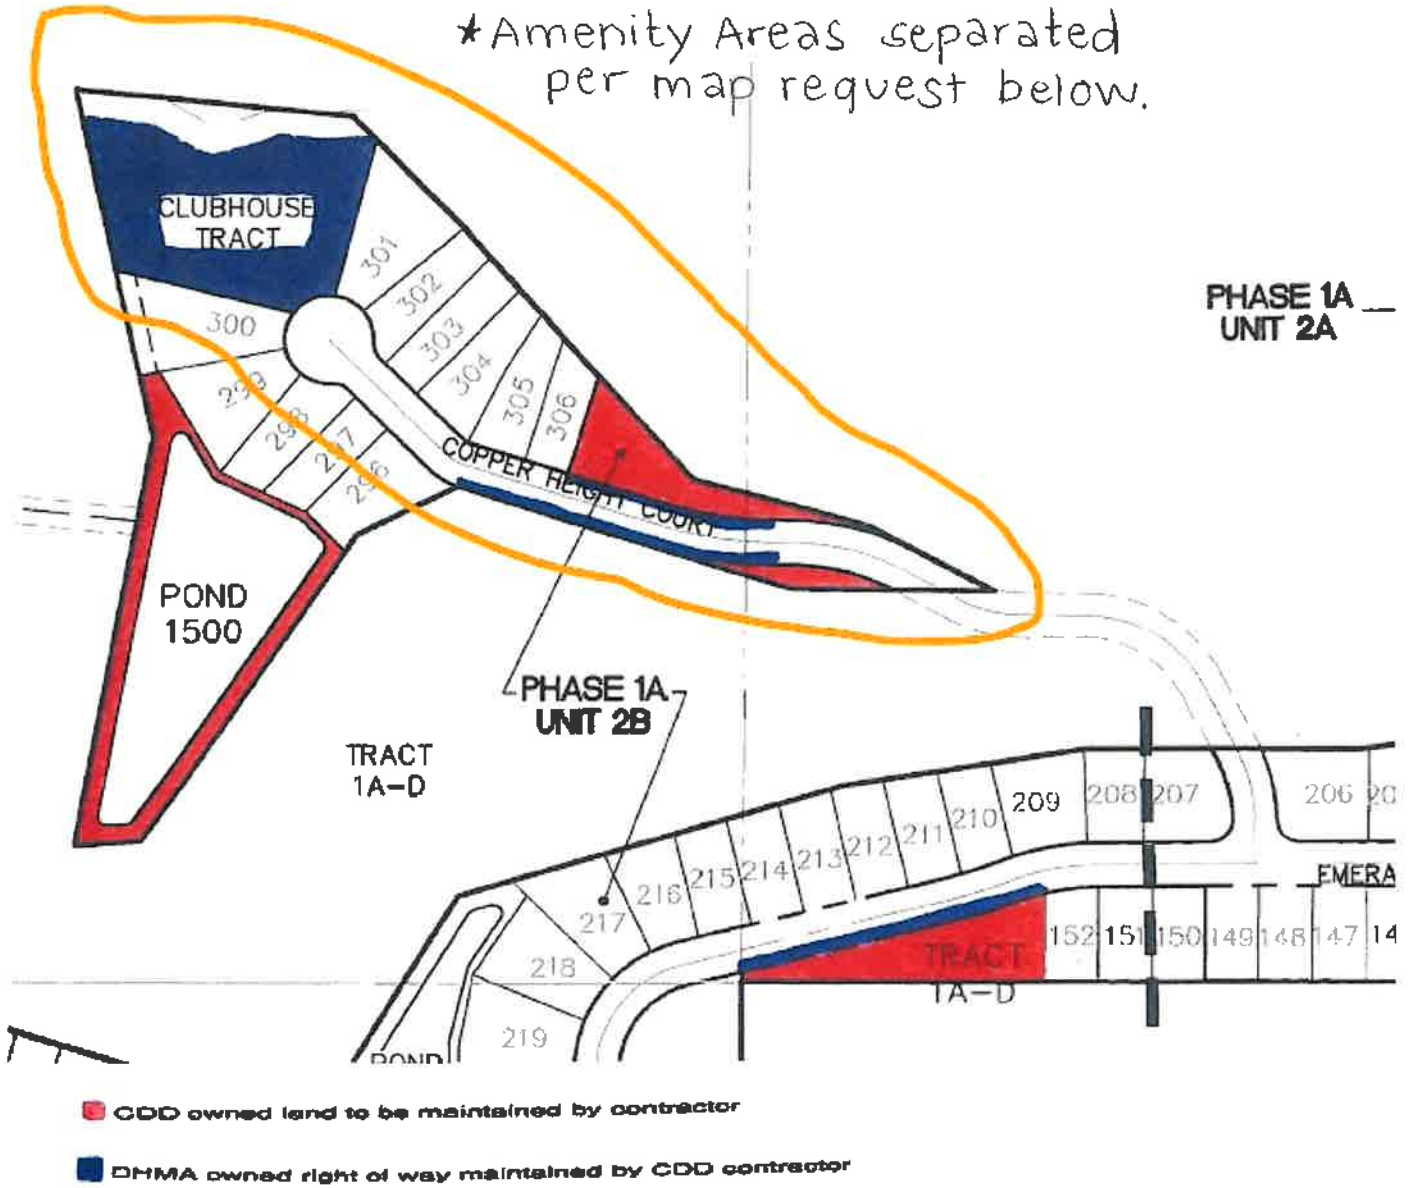 *Amenity Areas separated
per map request below.
CLUBHOUSE
TRACT
301
302
303
304
305
306
300
299
298
297
296
COPPER HEIGHT COURT
PHASE 1A
UNIT 2A
POND
1500
PHASE 1A
UNIT 2B
TRACT
1A-D
209
208
207
206
20
210
211
212
213
214
215
216
217
218
219
EMERA
152
151
150
149
148
147
14
TRACT
1A-D
POND
CDD owned land to be maintained by contractor
DHMA owned right of way maintained by CDD contractor